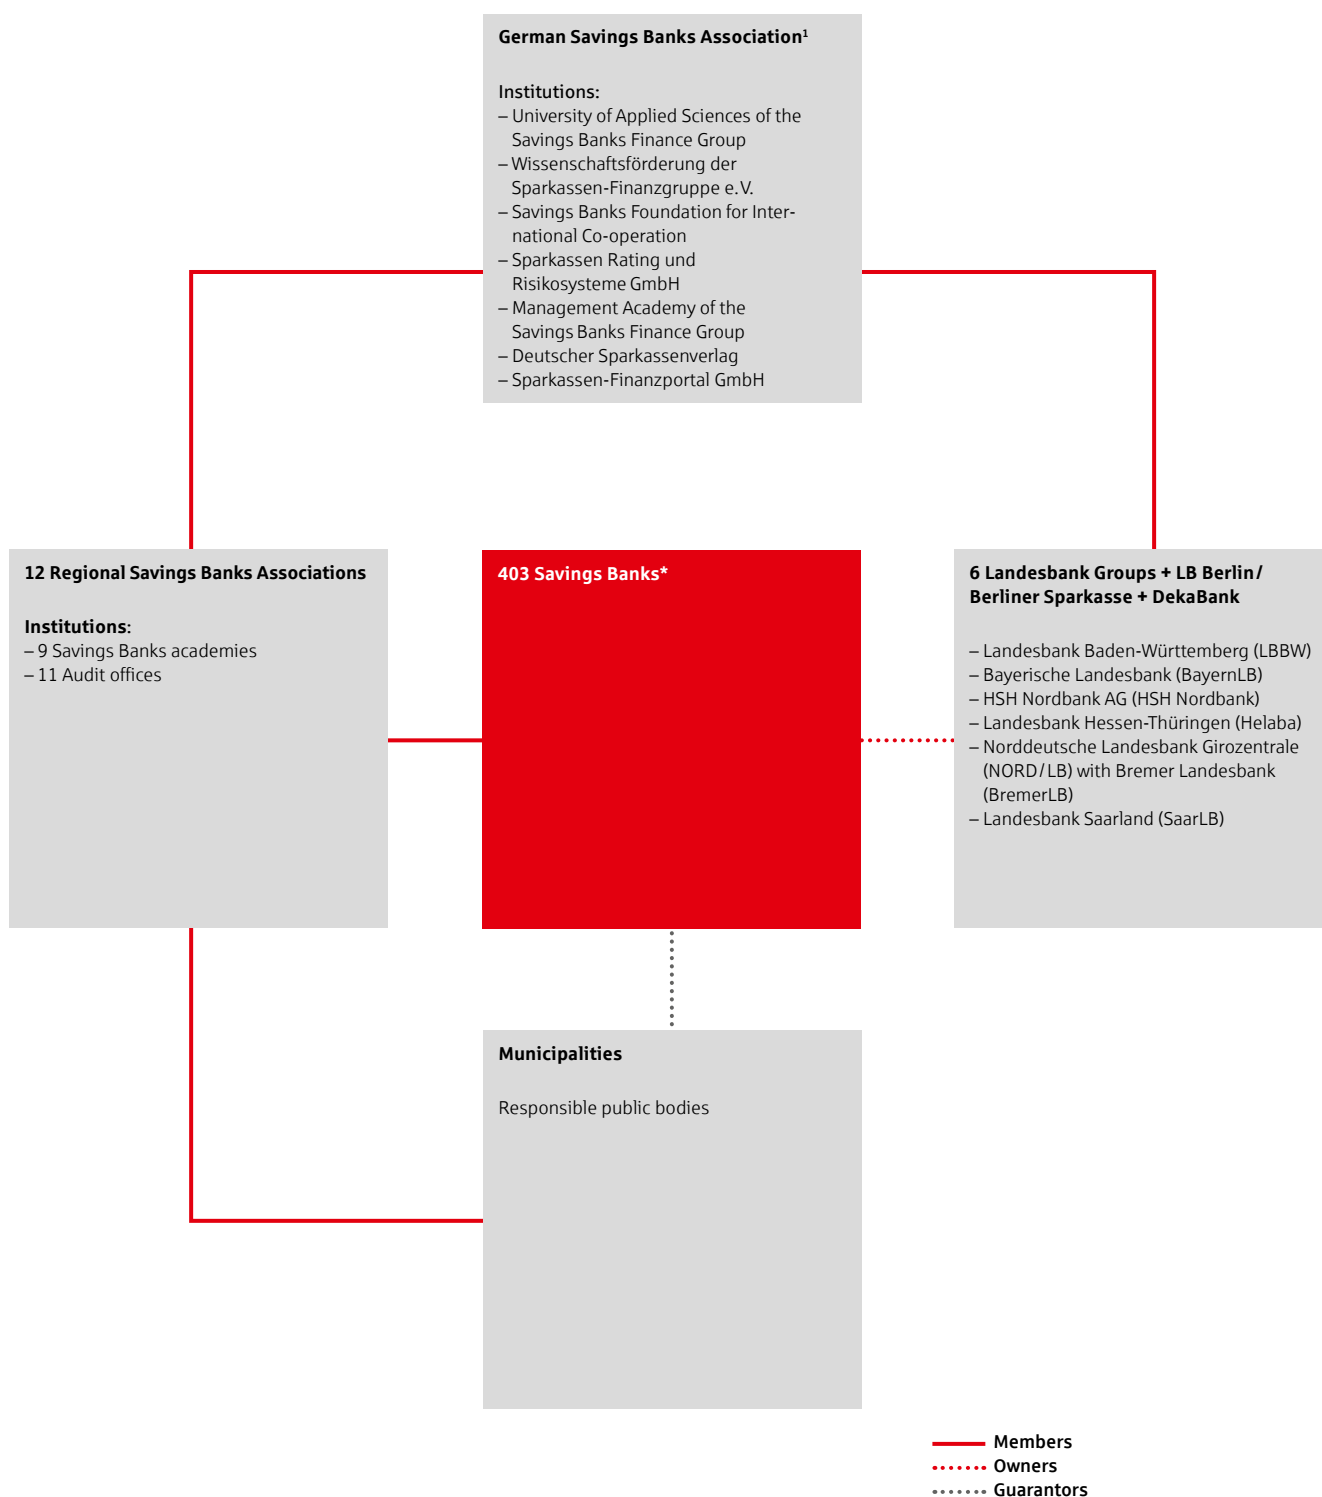 German Savings Banks Association¹
Institutions:
– University of Applied Sciences of the
Savings Banks Finance Group
– Wissenschaftsförderung der
Sparkassen-Finanzgruppe e.V.
– Savings Banks Foundation for Inter-
national Co-operation
– Sparkassen Rating und
Risikosysteme GmbH
– Management Academy of the
Savings Banks Finance Group
– Deutscher Sparkassenverlag
– Sparkassen-Finanzportal GmbH
12 Regional Savings Banks Associations
Institutions:
– 9 Savings Banks academies
– 11 Audit offices
403 Savings Banks*
6 Landesbank Groups + LB Berlin/
Berliner Sparkasse + DekaBank
– Landesbank Baden-Württemberg (LBBW)
– Bayerische Landesbank (BayernLB)
– HSH Nordbank AG (HSH Nordbank)
– Landesbank Hessen-Thüringen (Helaba)
– Norddeutsche Landesbank Girozentrale
(NORD/LB) with Bremer Landesbank
(BremerLB)
– Landesbank Saarland (SaarLB)
Municipalities
Responsible public bodies
Members
Owners
Guarantors